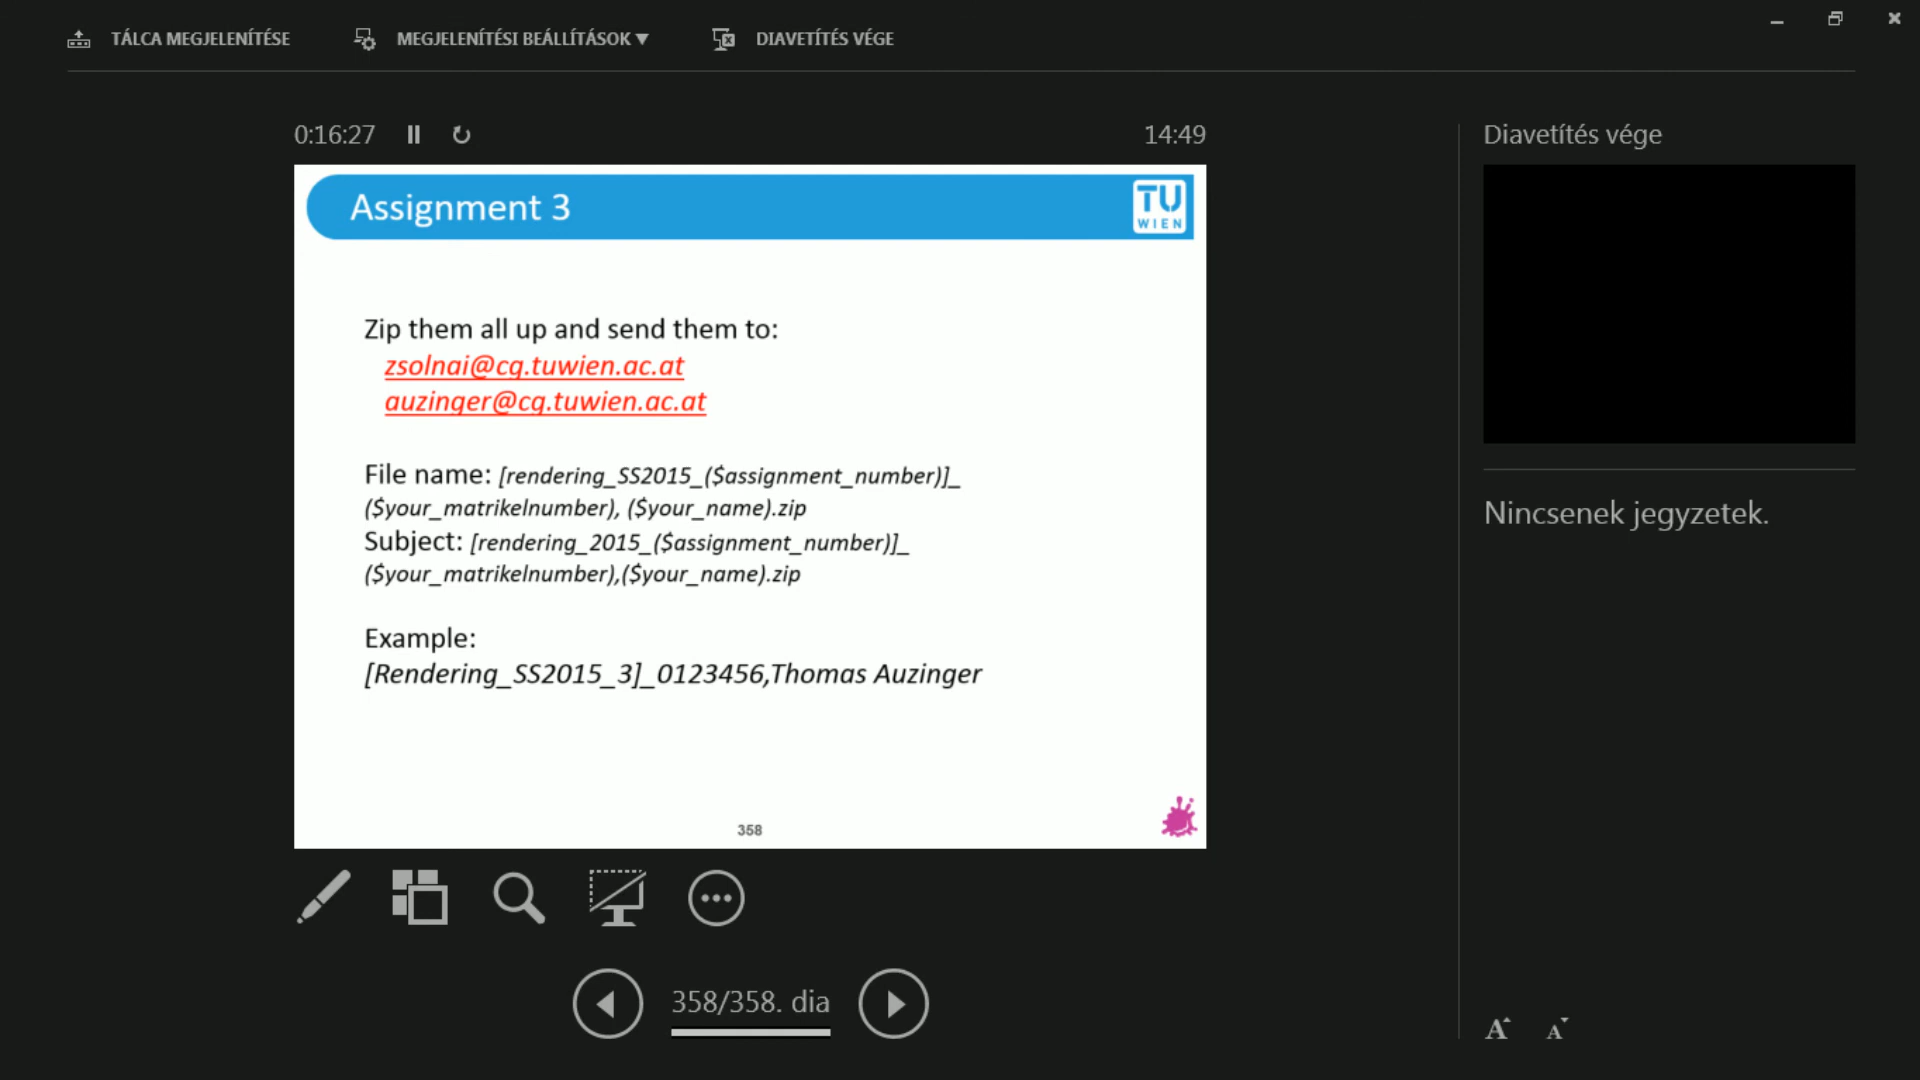 TÁLCA MEGJELENÍTÉSE
MEGJELENÍTÉSI BEÁLLÍTÁSOK
DIAVETÍTÉS VÉGE
0:16:27
14:49
Assignment 3
TU
WIEN
Zip them all up and send them to:
zsolnai@cg.tuwien.ac.at
auzinger@cg.tuwien.ac.at
File name: [rendering_SS2015_($assignment_number)]_
($your_matrikelnumber), ($your_name).zip
Subject: [rendering_2015_($assignment_number)]_
($your_matrikelnumber),($your_name).zip
Example:
[Rendering_SS2015_3]_0123456,Thomas Auzinger
358
358/358. dia
Diavetítés vége
Nincsenek jegyzetek.
A A